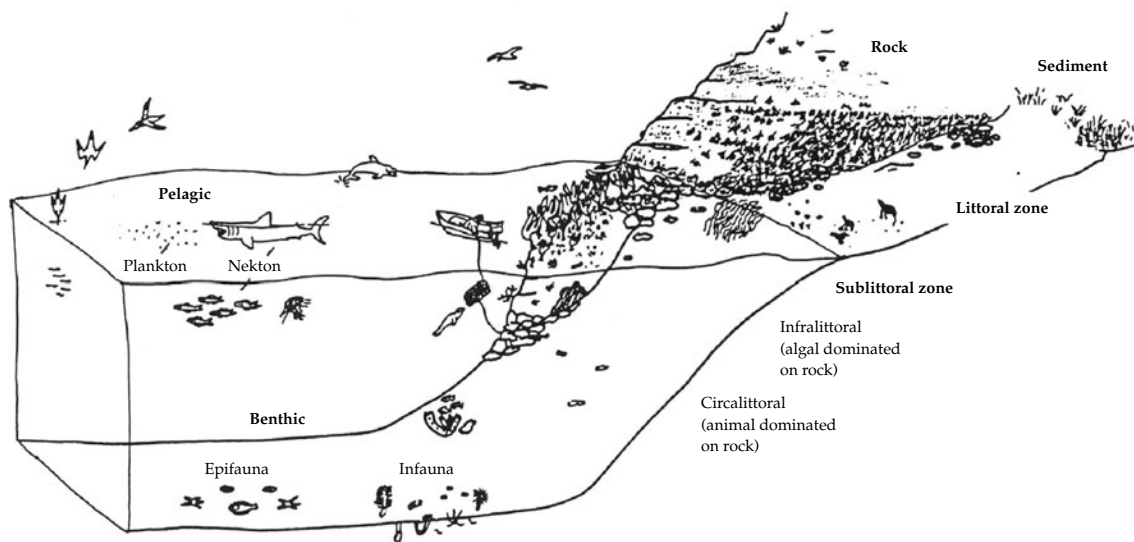 Rock
Sediment
Pelagic
Littoral zone
Plankton
Nekton
Sublittoral zone
Infralittoral
(algal dominated
on rock)
Circalittoral
(animal dominated
on rock)
Benthic
Epifauna
Infauna